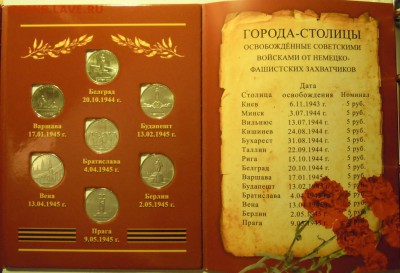 Белград
20.10.1944 г.
Варшава
17.01.1945 г.
Будапешт
13.02.1945 г.
Братислава
4.04.1945 г.
Вена
13.04.1945 г.
Берлин
2.05.1945 г.
Прага
9.05.1945 г.
ГОРОДА-СТОЛИЦЫ
ОСВОБОЖДЁННЫЕ СОВЕТСКИМИ
ВОЙСКАМИ ОТ НЕМЕЦКО-
ФАШИСТСКИХ ЗАХВАТЧИКОВ
Дата
Столица освобождения Номинал
Киев 6.11.1943 г. 5 руб.
Минск 3.07.1944 г. 5 руб.
Вильнюс 13.07.1944 г. 5 руб.
Кишинев 24.08.1944 г. 5 руб.
Бухарест 31.08.1944 г. 5 руб.
Таллин 22.09.1944 г. 5 руб.
Рига 15.10.1944 г. 5 руб.
Белград 20.10.1944 г. 5 руб.
Варшава 17.01.1945 г. 5 руб.
Будапешт 13.02.1945 г. 5 руб.
Братислава 4.04.1945 г. 5 руб.
Вена 13.04.1945 5 руб.
Берлин 2.05.1945 5 руб.
Прага 9.05.1945 5 руб.